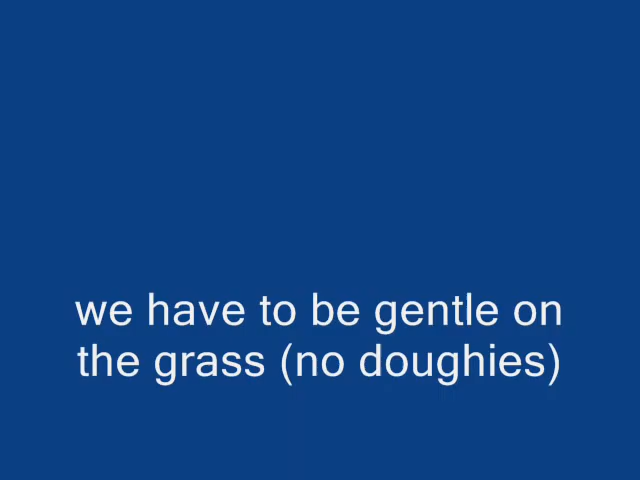 we have to be gentle on
the grass (no doughies)